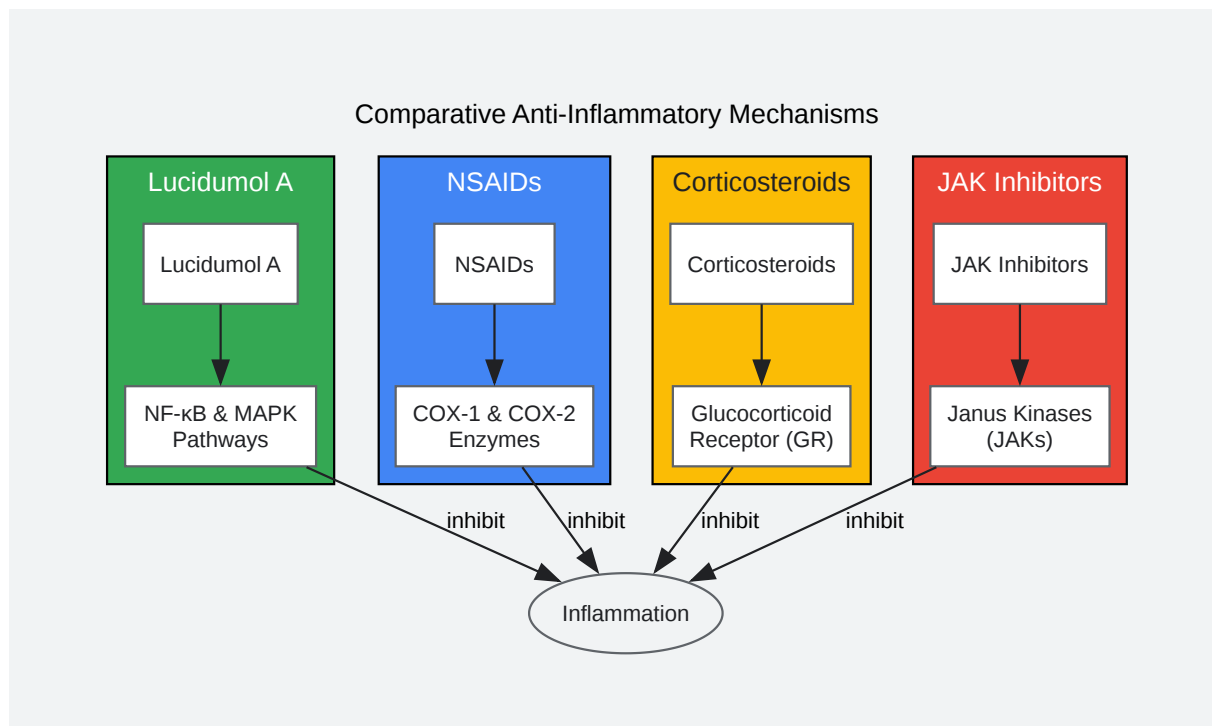 Comparative Anti-Inflammatory Mechanisms
Lucidumol A
NSAIDs
Corticosteroids
JAK Inhibitors
Lucidumol A
NSAIDs
Corticosteroids
JAK Inhibitors
NF-κB & MAPK
Pathways
COX-1 & COX-2
Enzymes
Glucocorticoid
Receptor (GR)
Janus Kinases
(JAKs)
inhibit
inhibit
inhibit
inhibit
Inflammation